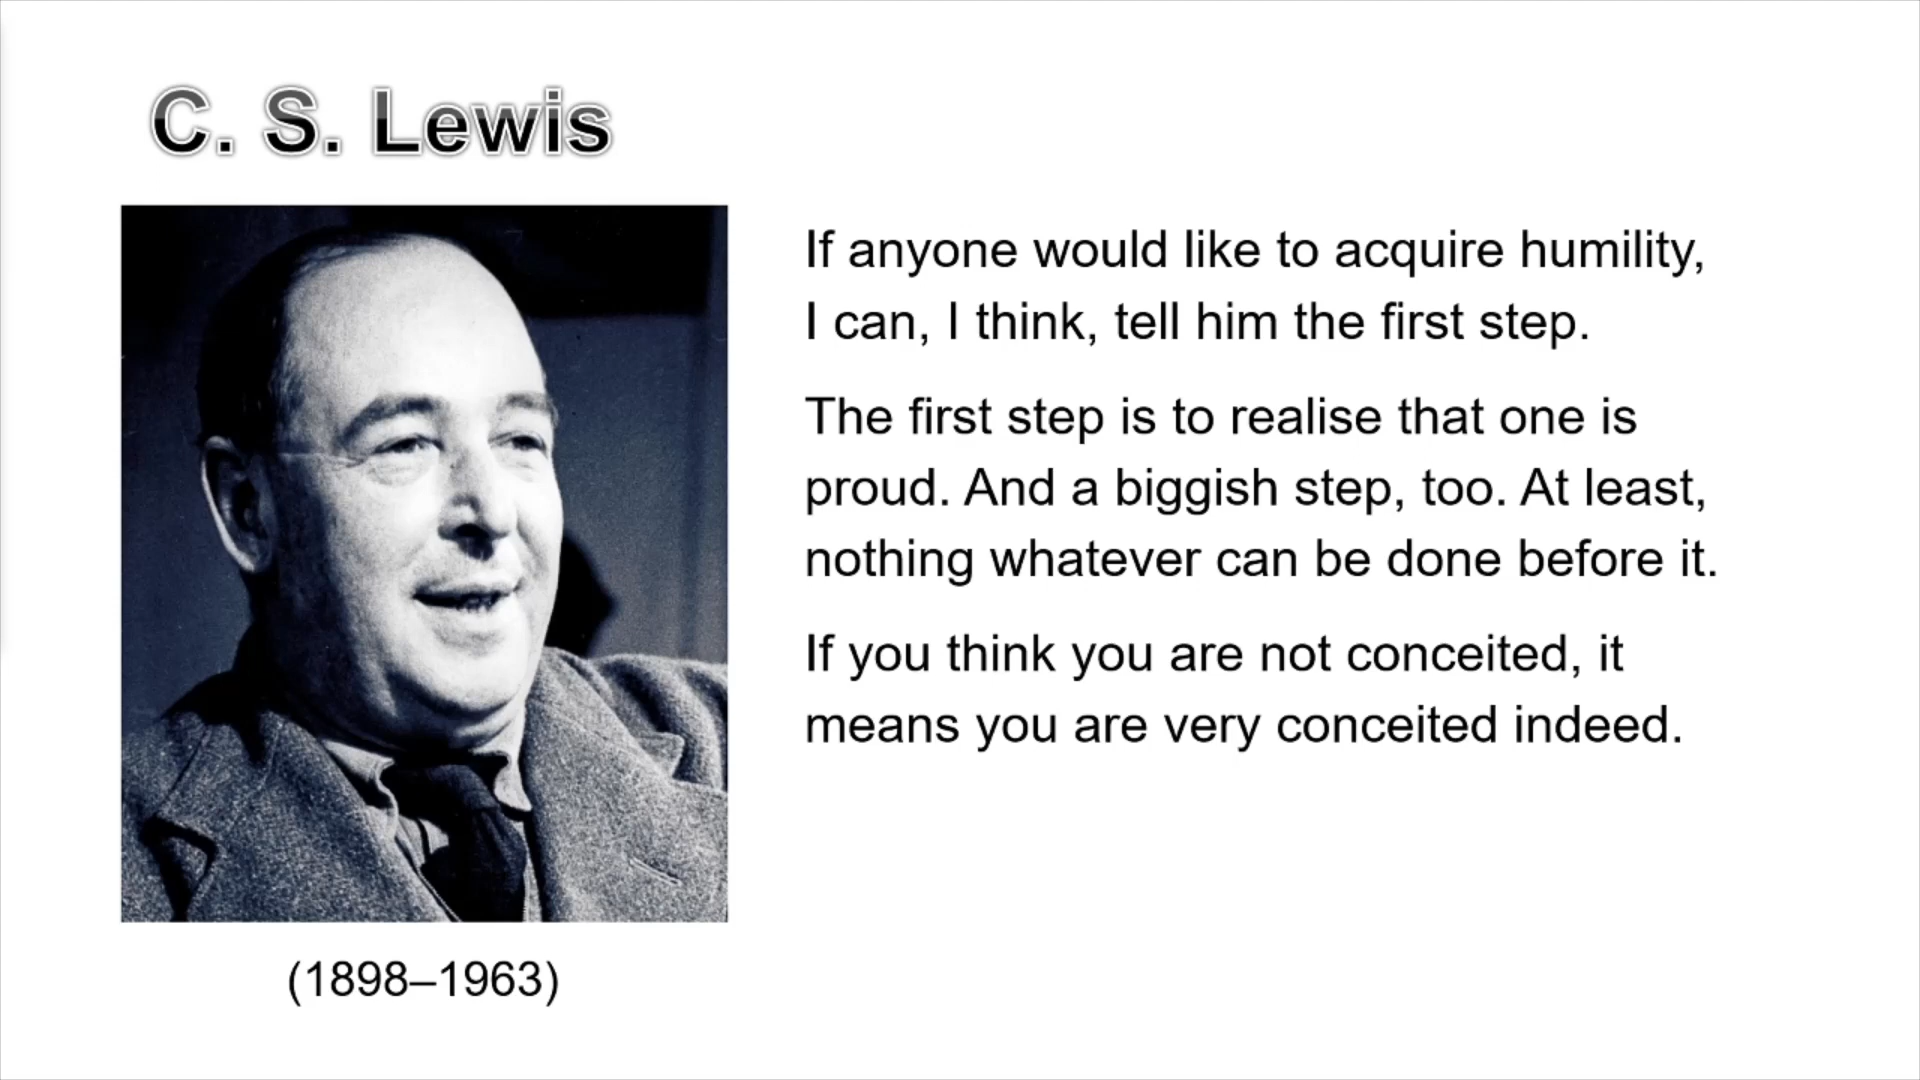 C. S. Lewis
If anyone would like to acquire humility,
I can, I think, tell him the first step.
The first step is to realise that one is
proud. And a biggish step, too. At least,
nothing whatever can be done before it.
If you think you are not conceited, it
means you are very conceited indeed.
(1898–1963)